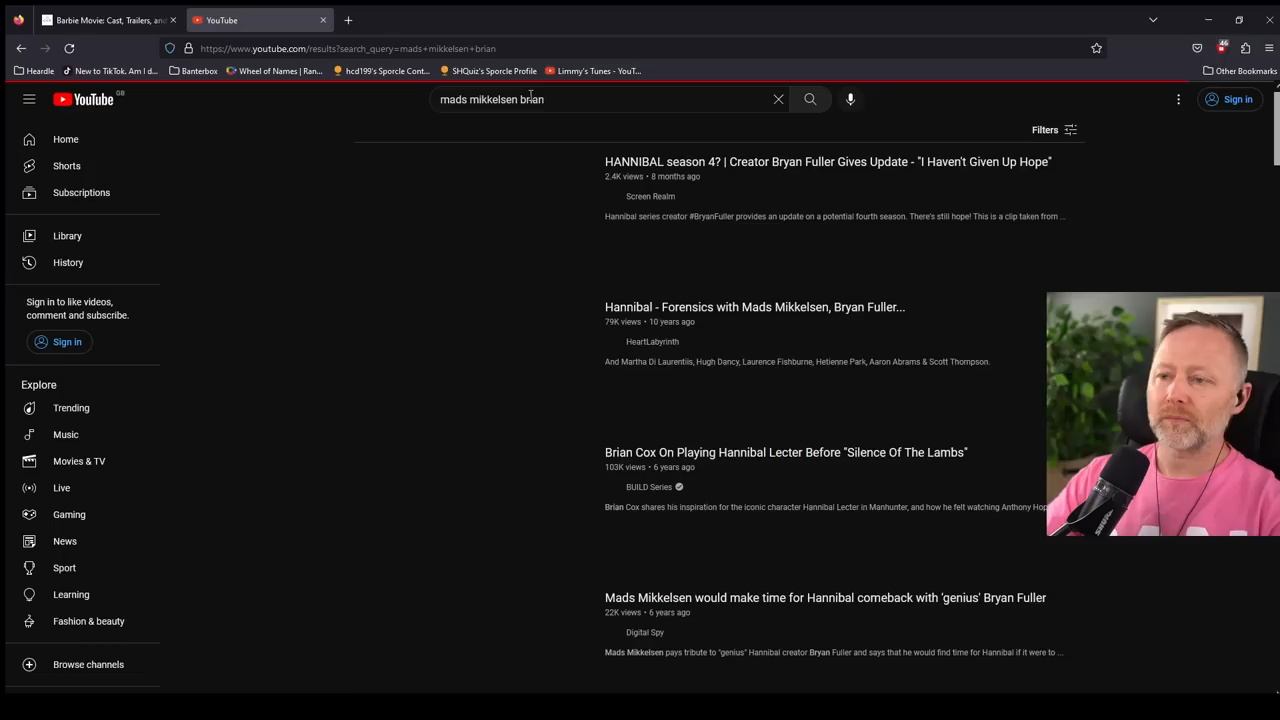 Barbie Movie: Cast, Trailers, and
YouTube
https://www.youtube.com/results?search_query=mads+mikkelsen+brian
46
Heardle
New to TikTok, Am I d...
Banterbox
Wheel of Names | Ran...
hcd199's Sporcle Cont...
SHQuiz's Sporcle Profile
Limmy's Tunes - YouT...
Other Bookmarks
YouTube GB
mads mikkelsen brian
Sign in
Home
Shorts
Subscriptions
Library
History
Sign in to like videos,
comment and subscribe.
Sign in
Explore
Trending
Music
Movies & TV
Live
Gaming
News
Sport
Learning
Fashion & beauty
Browse channels
Filters
HANNIBAL season 4? | Creator Bryan Fuller Gives Update - "I Haven't Given Up Hope"
2.4K views • 8 months ago
Screen Realm
Hannibal series creator #BryanFuller provides an update on a potential fourth season. There's still hope! This is a clip taken from ...
Hannibal - Forensics with Mads Mikkelsen, Bryan Fuller...
79K views • 10 years ago
HeartLabyrinth
And Martha Di Laurentiis, Hugh Dancy, Laurence Fishburne, Hetienne Park, Aaron Abrams & Scott Thompson.
Brian Cox On Playing Hannibal Lecter Before "Silence Of The Lambs"
103K views • 6 years ago
BUILD Series
Brian Cox shares his inspiration for the iconic character Hannibal Lecter in Manhunter, and how he felt watching Anthony Hop
Mads Mikkelsen would make time for Hannibal comeback with 'genius' Bryan Fuller
22K views • 6 years ago
Digital Spy
Mads Mikkelsen pays tribute to "genius" Hannibal creator Bryan Fuller and says that he would find time for Hannibal if it were to ...
SHURE